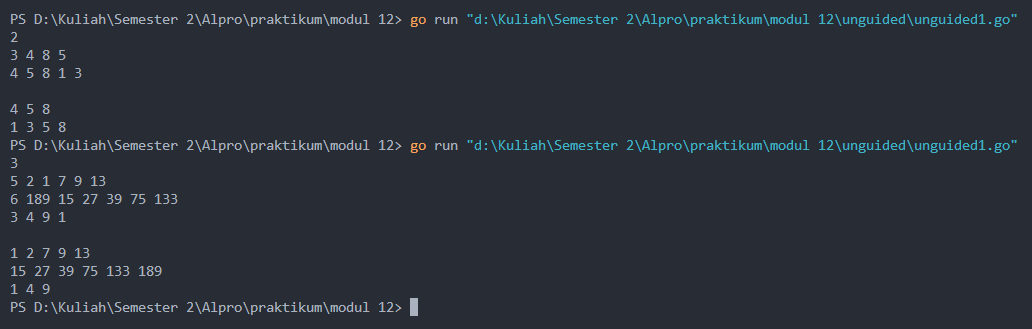 PS D:\Kuliah\Semester 2\Alpro\praktikum\modul 12> go run "d:\Kuliah\Semester 2\Alpro\praktikum\modul 12\unguided\unguided1.go"
2
3 4 8 5
4 5 8 1 3
4 5 8
1 3 5 8
PS D:\Kuliah\Semester 2\Alpro\praktikum\modul 12> go run "d:\Kuliah\Semester 2\Alpro\praktikum\modul 12\unguided\unguided1.go"
3
5 2 1 7 9 13
6 189 15 27 39 75 133
3 4 9 1
1 2 7 9 13
15 27 39 75 133 189
1 4 9
PS D:\Kuliah\Semester 2\Alpro\praktikum\modul 12>